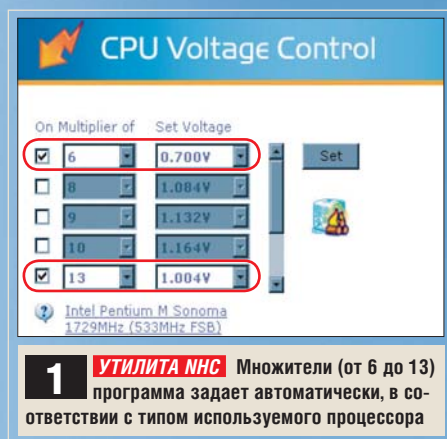 CPU Voltage Control
On Multiplier of Set Voltage
6 0.700V Set
8 1.084V
9 1.132V
10 1.164V
13 1.004V
Intel Pentium M Sonoma
1729MHz (533MHz FSB)
1 УТИЛИТА NHC Множители (от 6 до 13)
программа задает автоматически, в со-
ответствии с типом используемого процессора